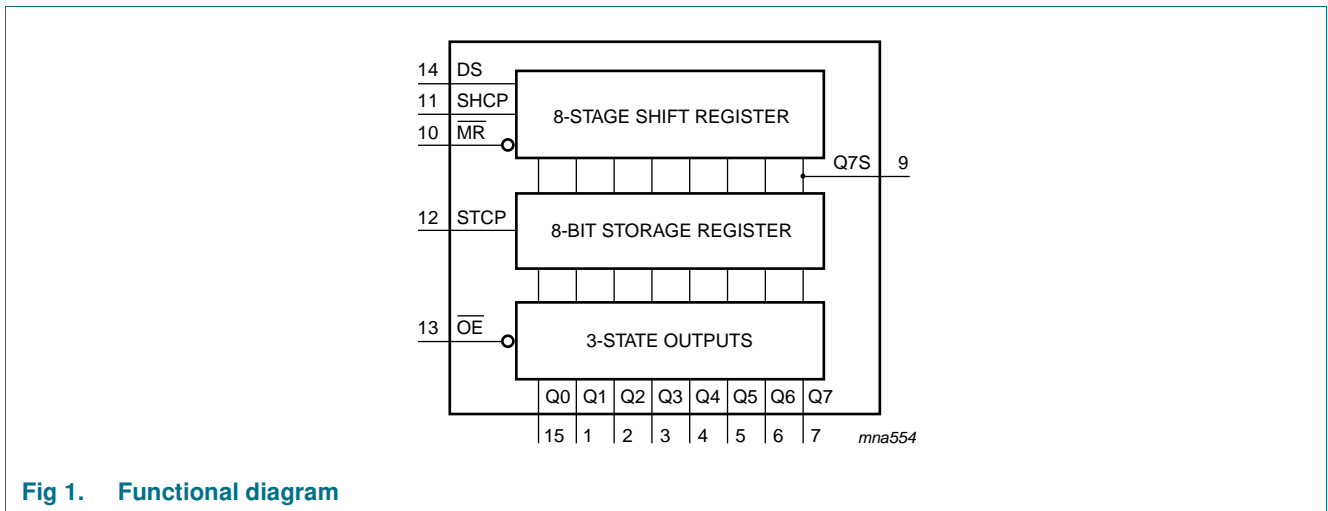 14 DS
11 SHCP
8-STAGE SHIFT REGISTER
10 MR
Q7S 9
12 STCP
8-BIT STORAGE REGISTER
13 OE
3-STATE OUTPUTS
Q0 Q1 Q2 Q3 Q4 Q5 Q6 Q7
15 1 2 3 4 5 6 7
mna554
Fig 1. Functional diagram